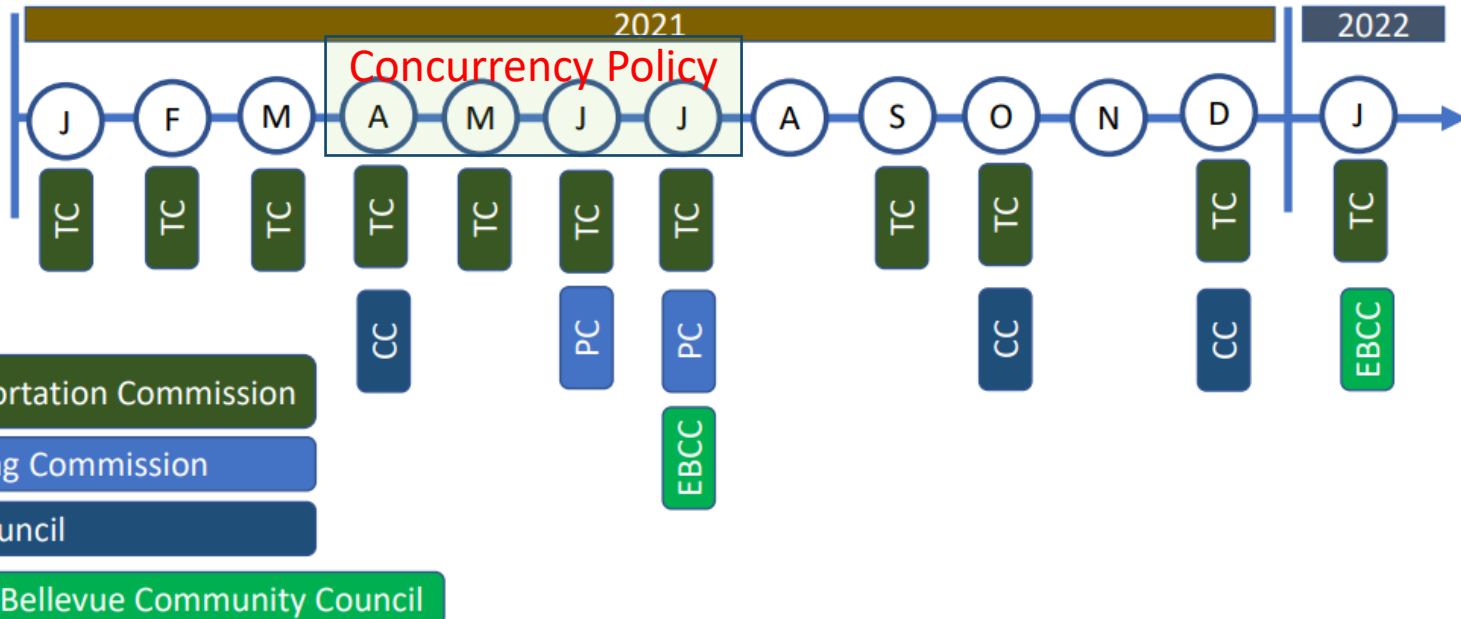 2021
2022
Concurrency Policy
J F M A M J J A S O N D J
TC TC TC TC TC TC TC TC TC TC TC
CC PC PC CC CC EBCC
EBCC
ortation Commission
g Commission
uncil
Bellevue Community Council